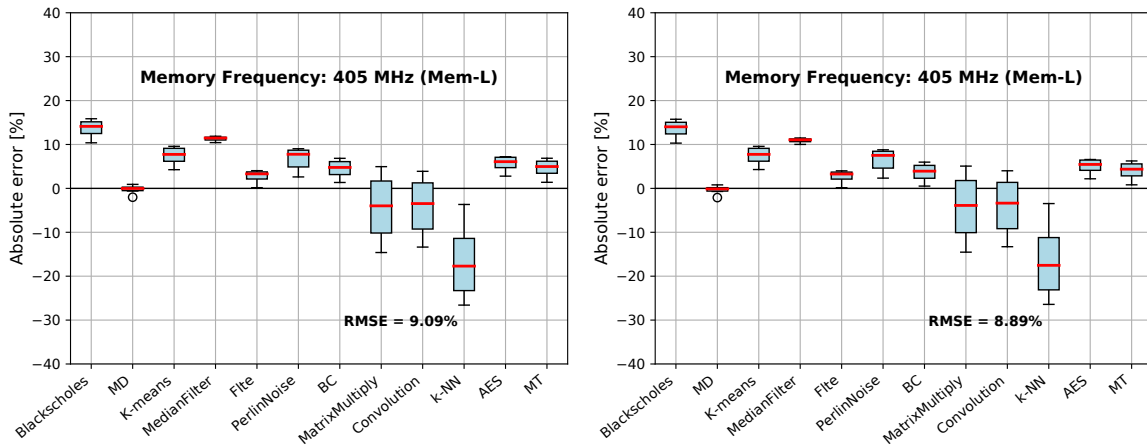 40
30
20
10
0
−10
−20
−30
−40
Absolute error [%]
Memory Frequency: 405 MHz (Mem-L)
RMSE = 9.09%
Blackscholes
MD
K-means
MedianFilter
Flte
PerlinNoise
BC
MatrixMultiply
Convolution
k-NN
AES
MT
40
30
20
10
0
−10
−20
−30
−40
Absolute error [%]
Memory Frequency: 405 MHz (Mem-L)
RMSE = 8.89%
Blackscholes
MD
K-means
MedianFilter
Flte
PerlinNoise
BC
MatrixMultiply
Convolution
k-NN
AES
MT